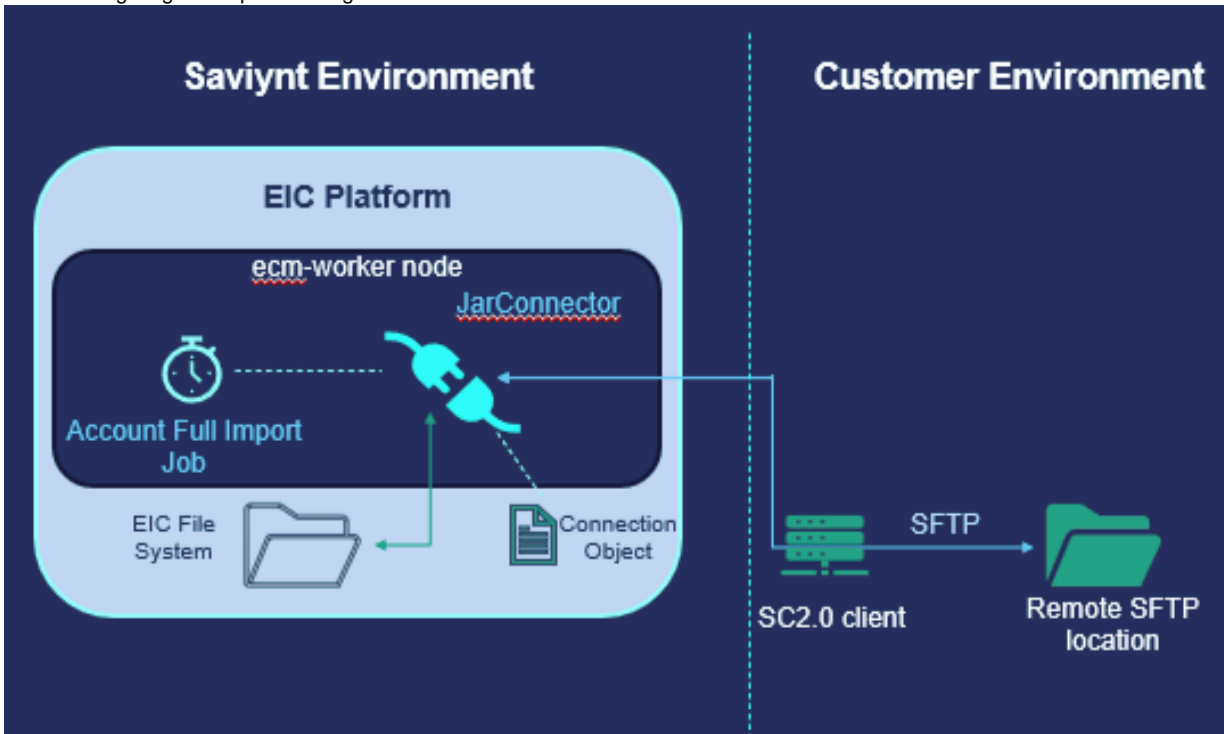 Saviynt Environment
Customer Environment
EIC Platform
ecm-worker node
JarConnector
Account Full Import
Job
EIC File
System
Connection
Object
SFTP
SC2.0 client
Remote SFTP
location